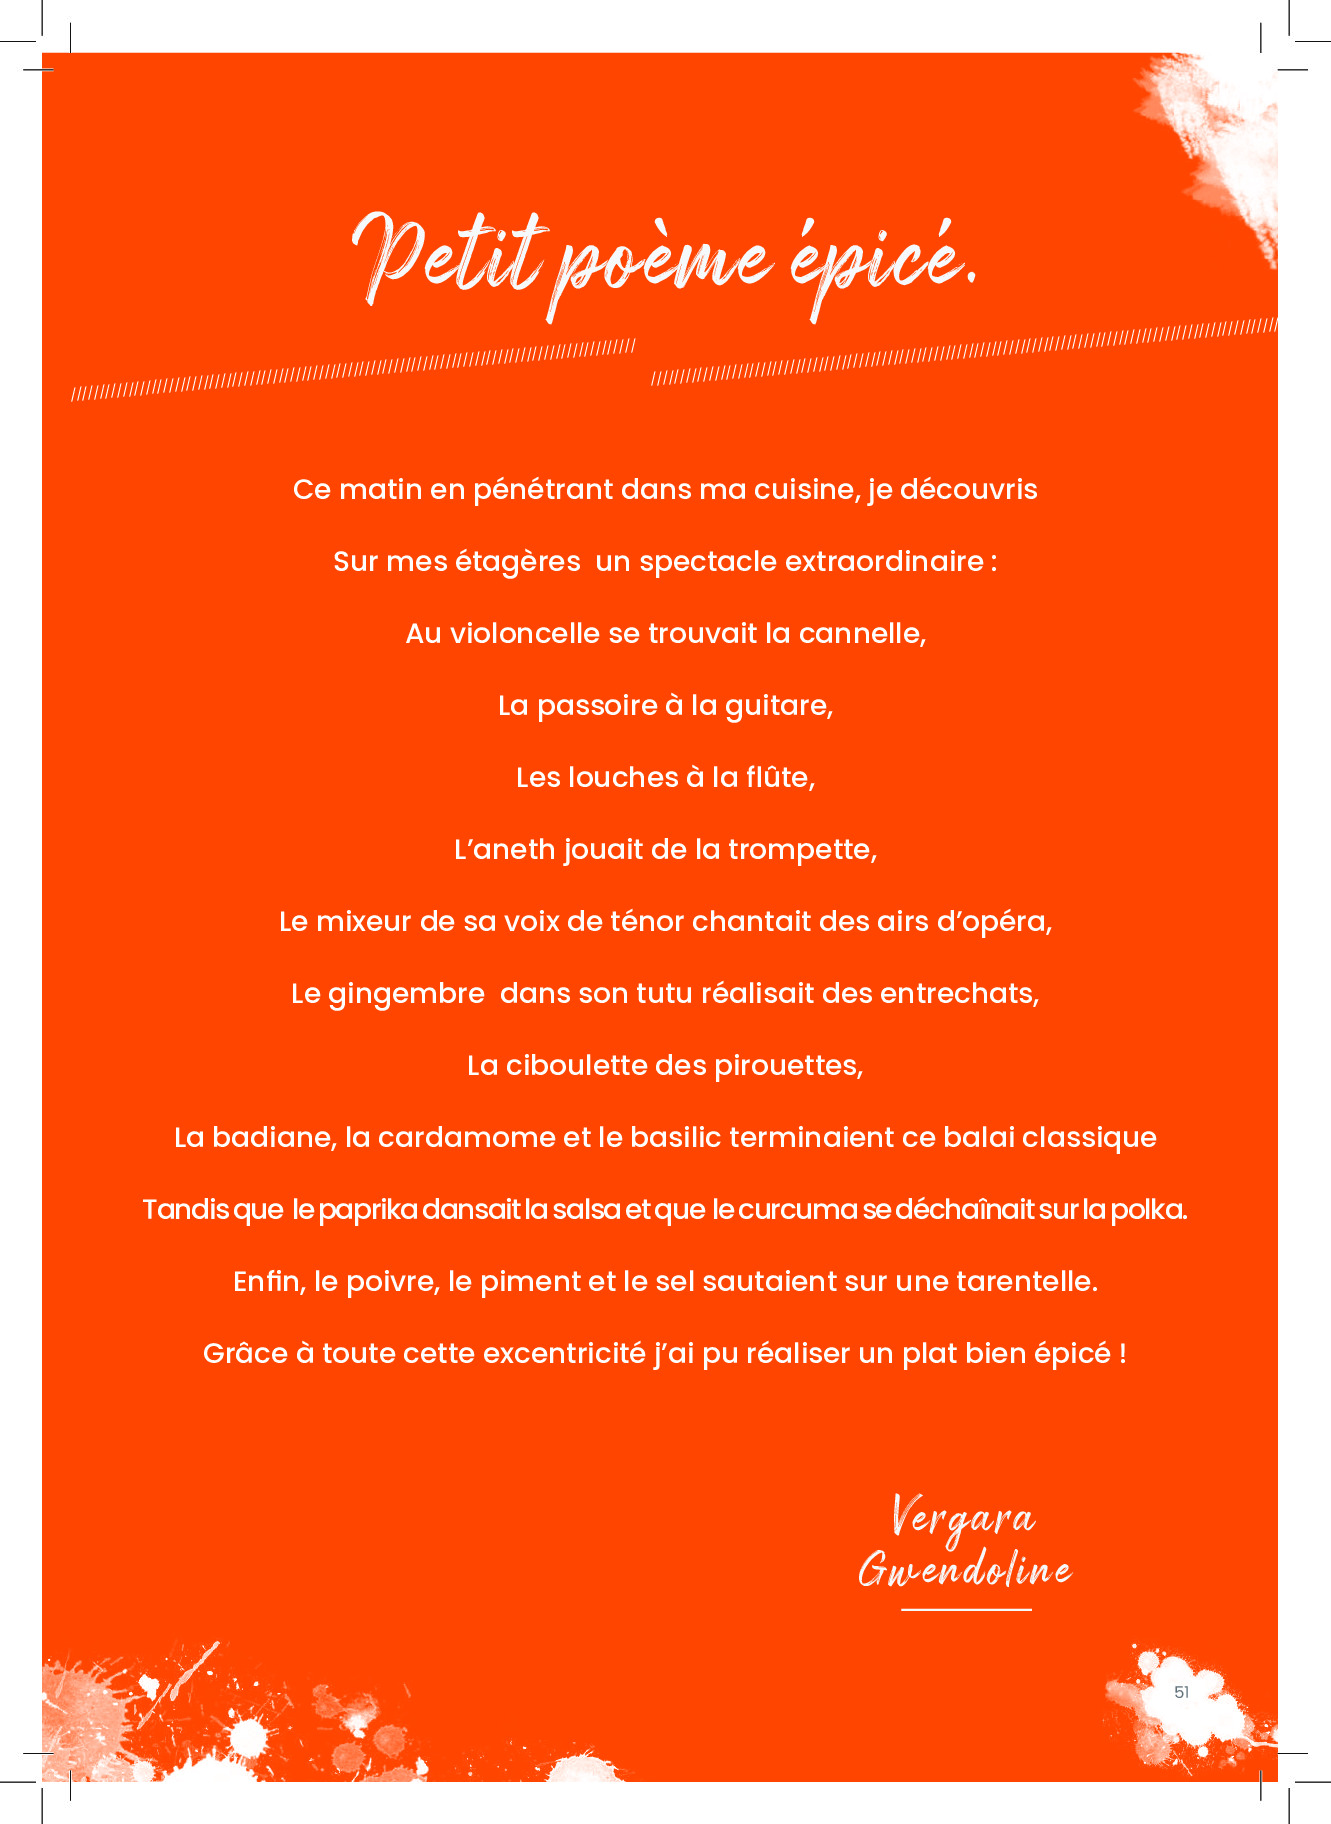 Petit poème épicé.
Ce matin en pénétrant dans ma cuisine, je découvris
Sur mes étagères  un spectacle extraordinaire :
Au violoncelle se trouvait la cannelle,
La passoire à la guitare,
Les louches à la flûte,
L’aneth jouait de la trompette,
Le mixeur de sa voix de ténor chantait des airs d’opéra,
Le gingembre  dans son tutu réalisait des entrechats,
La ciboulette des pirouettes,
La badiane, la cardamome et le basilic terminaient ce balai classique
Tandis que  le paprika dansait la salsa et que  le curcuma se déchaînait sur la polka.
Enfin, le poivre, le piment et le sel sautaient sur une tarentelle.
Grâce à toute cette excentricité j’ai pu réaliser un plat bien épicé !
Vergara
Gwendoline
51